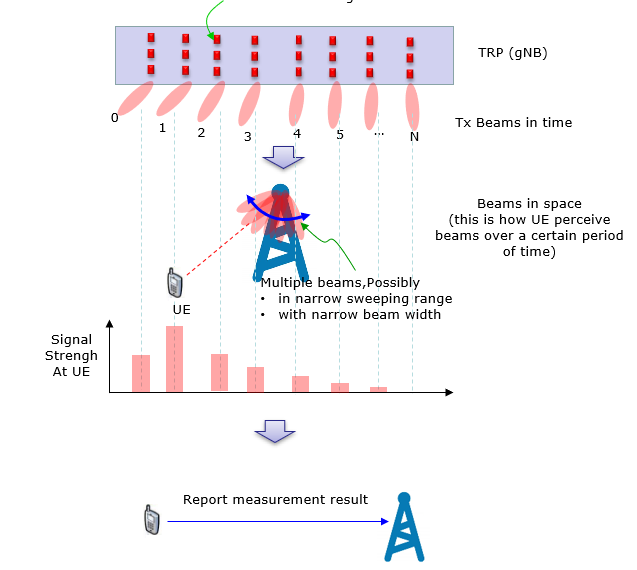 TRP (gNB)
0
1
2
3
4
5
...
N
Tx Beams in time
Beams in space
(this is how UE perceive
beams over a certain period
of time)
Multiple beams,Possibly
• in narrow sweeping range
• with narrow beam width
UE
Signal
Strengh
At UE
Report measurement result